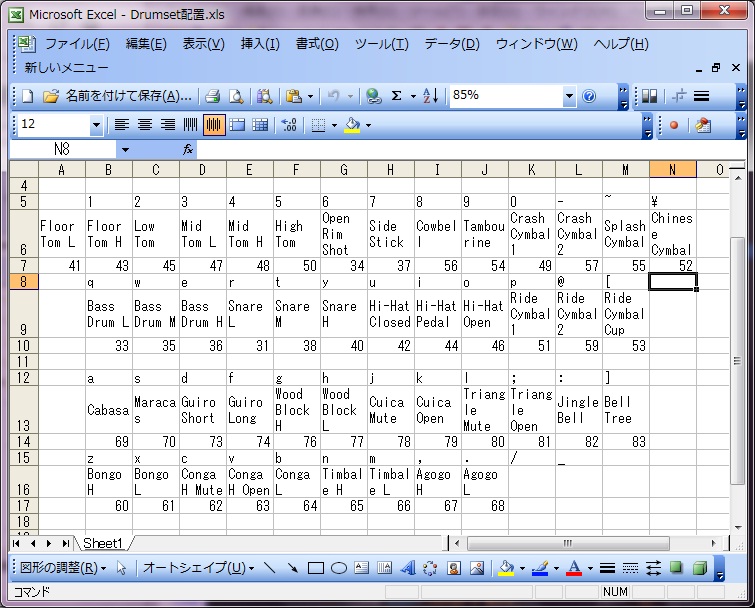 Microsoft Excel - Drumset配置.xls
ファイル(F) 編集(E) 表示(V) 挿入(I) 書式(O) ツール(T) データ(D) ウィンドウ(W) ヘルプ(H)
新しいメニュー
名前を付けて保存(A)... Σ 85%
12
N8 fx
A B C D E F G H I J K L M N O
4
5 1 2 3 4 5 6 7 8 9 0 - ~ ¥
6 Floor Tom L Floor Tom H Low Tom Mid Tom L Mid Tom H High Tom Open Rim Shot Side Stick Cowbell Tambourine Crash Cymbal 1 Crash Cymbal 2 Splash Cymbal Chinese Cymbal
7 41 43 45 47 48 50 34 37 56 54 49 57 55 52
8 q w e r t y u i o p @ [
9 Bass Drum L Bass Drum M Bass Drum H Snare L Snare M Snare H Hi-Hat Closed Hi-Hat Pedal Hi-Hat Open Ride Cymbal 1 Ride Cymbal 2 Ride Cymbal Cup
10 33 35 36 31 38 40 42 44 46 51 59 53
11
12 a s d f g h j k l ; : ]
13 Cabasa Maracas Guiro Short Guiro Long Wood Block H Wood Block L Cuica Mute Cuica Open Triangle Mute Triangle Open Jingle Bell Bell Tree
14 69 70 73 74 76 77 78 79 80 81 82 83
15 z x c v b n m , . / _
16 Bongo H Bongo L Conga H Mute Conga H Open Conga L Timbale H Timbale L Agogo H Agogo L
17 60 61 62 63 64 65 66 67 68
18
Sheet1
図形の調整(R) オートシェイプ(U)
コマンド NUM